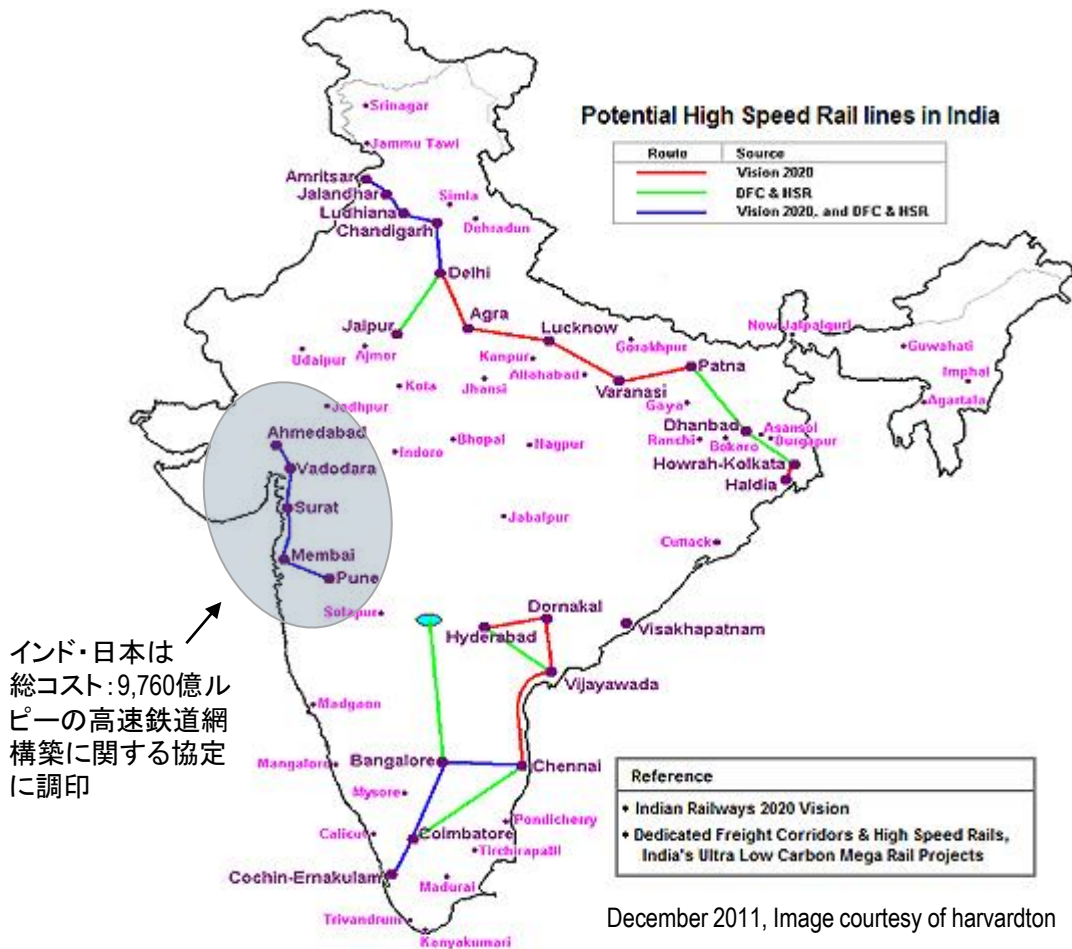 Potential High Speed Rail lines in India
Route Source
Vision 2020
DFC & HSR
Vision 2020, and DFC & HSR
Srinagar
Jammu Tawi
Amritsar
Jalandhar
Simla
Ludhiana
Dehradun
Chandigarh
Delhi
Agra
Jaipur
Lucknow
New Jalpaiguri
Udaipur
Ajmer
Kanpur
Gorakhpur
Guwahati
Patna
Allahabad
Kota
Jhansi
Varanasi
Imphal
Gaya
Agartala
Jodhpur
Dhanbad
Asansol
Ahmedabad
Bhopal
Nagpur
Ranchi
Bokaro
Durgapur
Indore
Vadodara
Howrah-Kolkata
Haldia
Surat
Jabalpur
Cuttack
Membai
Pune
Solapur
Dornakal
Hyderabad
Visakhapatnam
インド・日本は
総コスト：9,760億ル
ピーの高速鉄道網
構築に関する協定
に調印
Vijayawada
Madgaon
Mangalore
Bangalore
Chennai
Mysore
Pondicherry
Calicut
Coimbatore
Tirchirapalli
Cochin-Ernakulam
Madurai
Trivandrum
Kanyakumari
Reference
• Indian Railways 2020 Vision
• Dedicated Freight Corridors & High Speed Rails,
India's Ultra Low Carbon Mega Rail Projects
December 2011, Image courtesy of harvardton